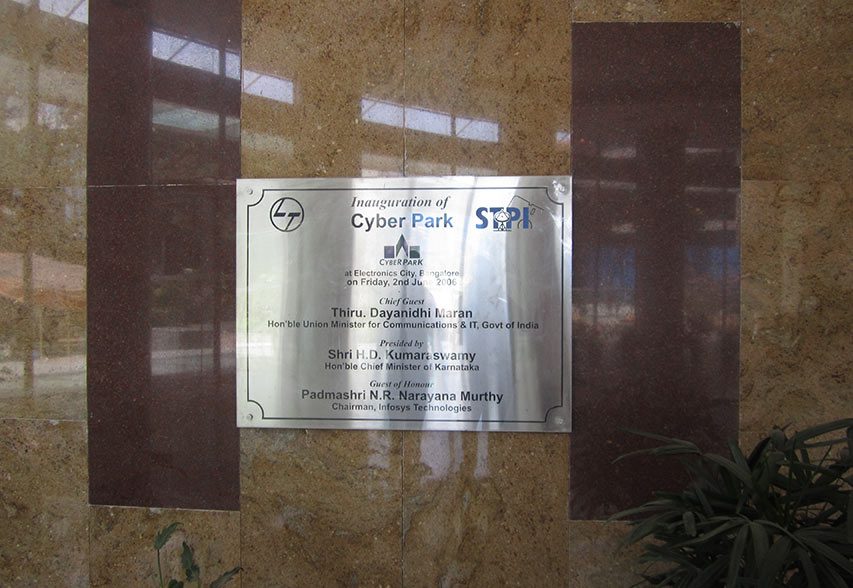 LT
Inauguration of
Cyber Park
STPI
CYBERPARK
at Electronics City, Bangalore
on Friday, 2nd June 2006
Chief Guest
Thiru. Dayanidhi Maran
Hon'ble Union Minister for Communications & IT, Govt of India
Presided by
Shri H.D. Kumaraswamy
Hon'ble Chief Minister of Karnataka
Guest of Honour
Padmashri N.R. Narayana Murthy
Chairman, Infosys Technologies